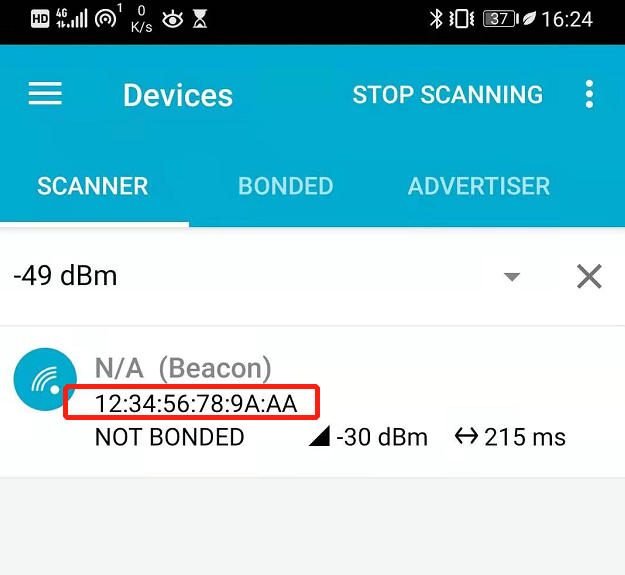 HD 4G 1 0 K/s 37 16:24
Devices STOP SCANNING
SCANNER BONDED ADVERTISER
-49 dBm
N/A (Beacon)
12:34:56:78:9A:AA
NOT BONDED -30 dBm 215 ms